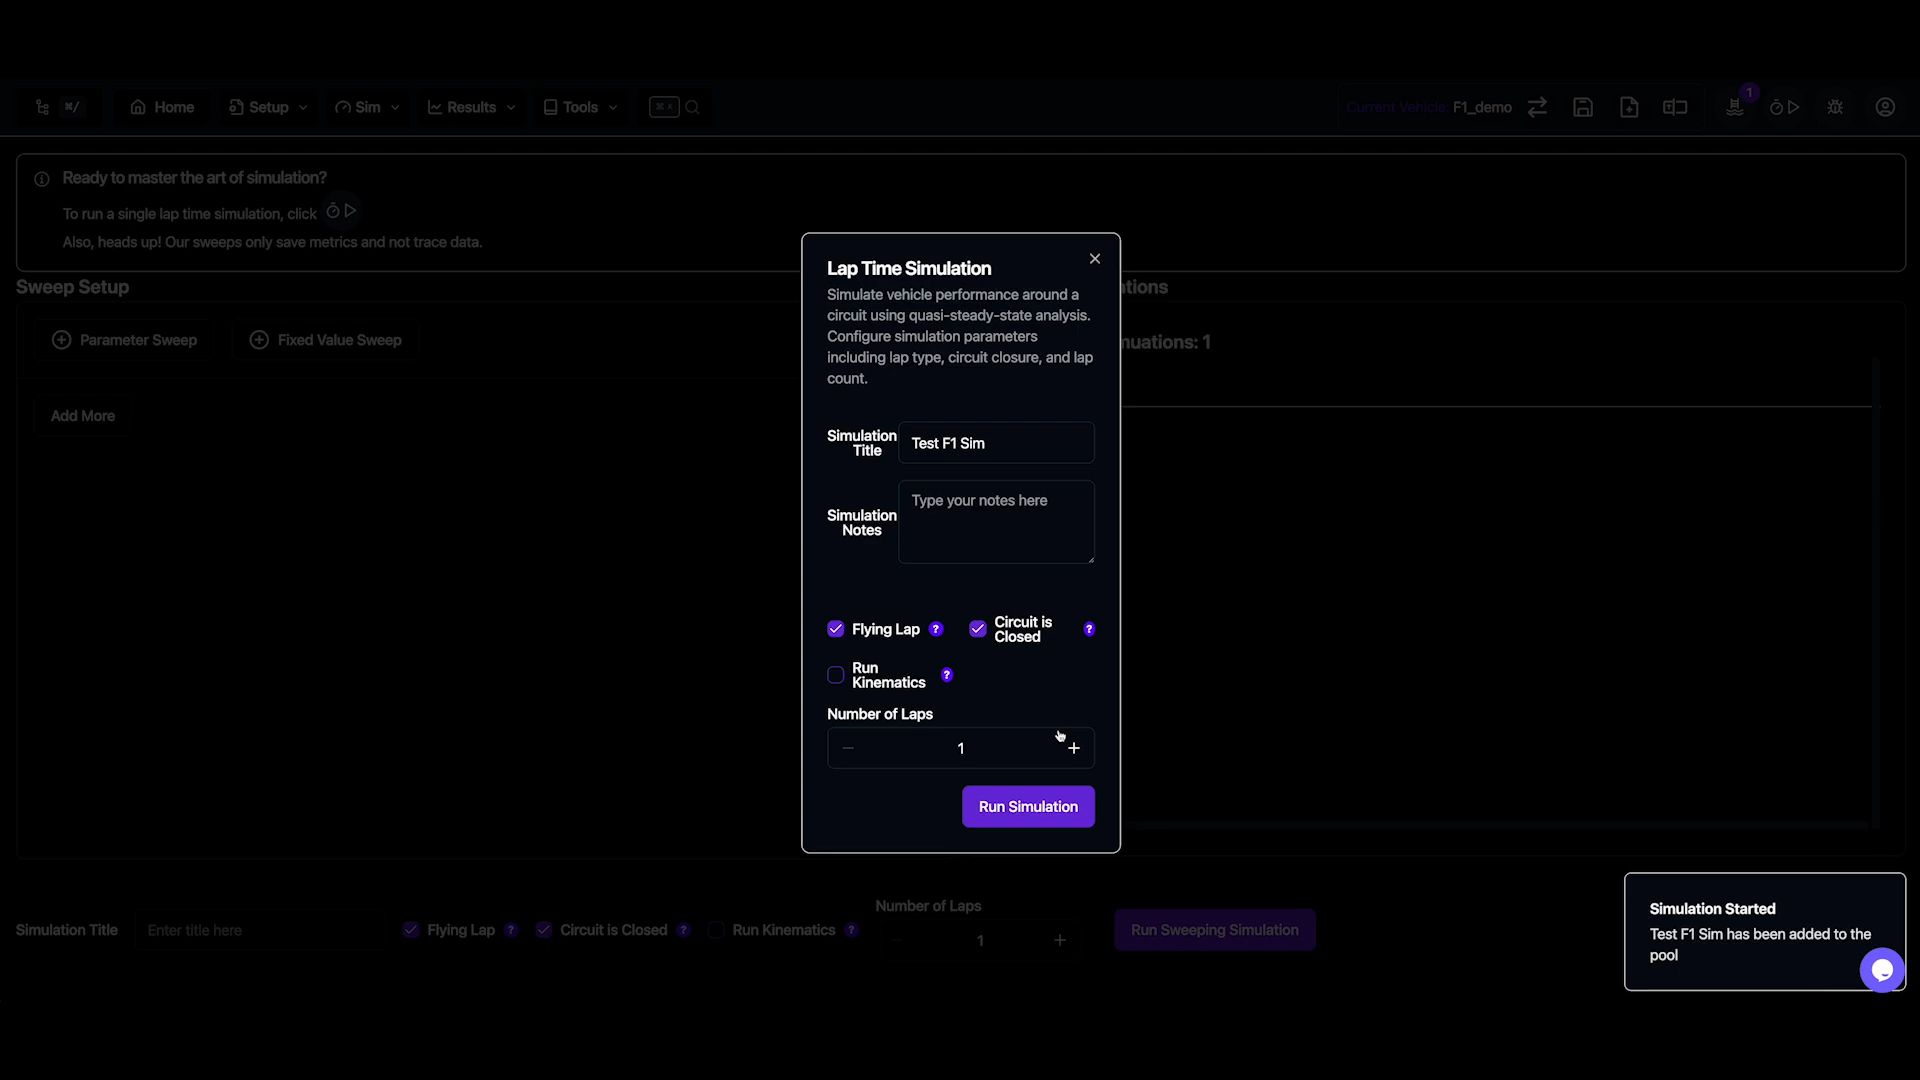 ⌘/ Home Setup Sim Results Tools ⌘ K Current Vehicle: F1_demo 1
Ready to master the art of simulation?
To run a single lap time simulation, click
Also, heads up! Our sweeps only save metrics and not trace data.
Sweep Setup
Parameter Sweep Fixed Value Sweep
Add More
tions
muations: 1
Lap Time Simulation
Simulate vehicle performance around a
circuit using quasi-steady-state analysis.
Configure simulation parameters
including lap type, circuit closure, and lap
count.
Simulation
Title
Test F1 Sim
Simulation
Notes
Type your notes here
Flying Lap ?
Circuit is
Closed ?
Run
Kinematics ?
Number of Laps
1
Run Simulation
Simulation Title Enter title here Flying Lap ? Circuit is Closed ? Run Kinematics ?
Number of Laps
1
Run Sweeping Simulation
Simulation Started
Test F1 Sim has been added to the
pool